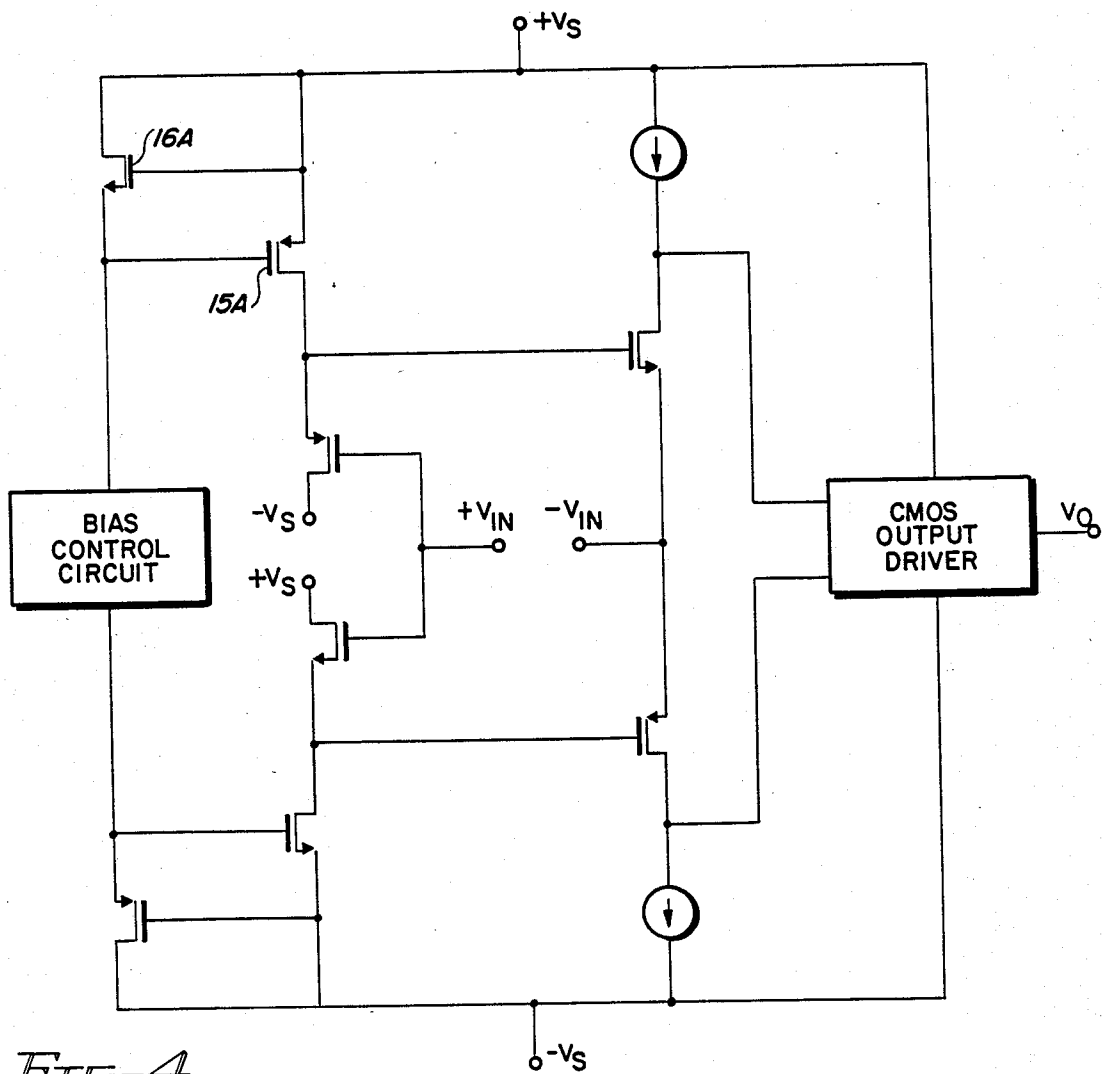 +VS
16A
15A
-VS
+VIN
-VIN
BIAS
CONTROL
CIRCUIT
+VS
CMOS
OUTPUT
DRIVER
VO
-VS